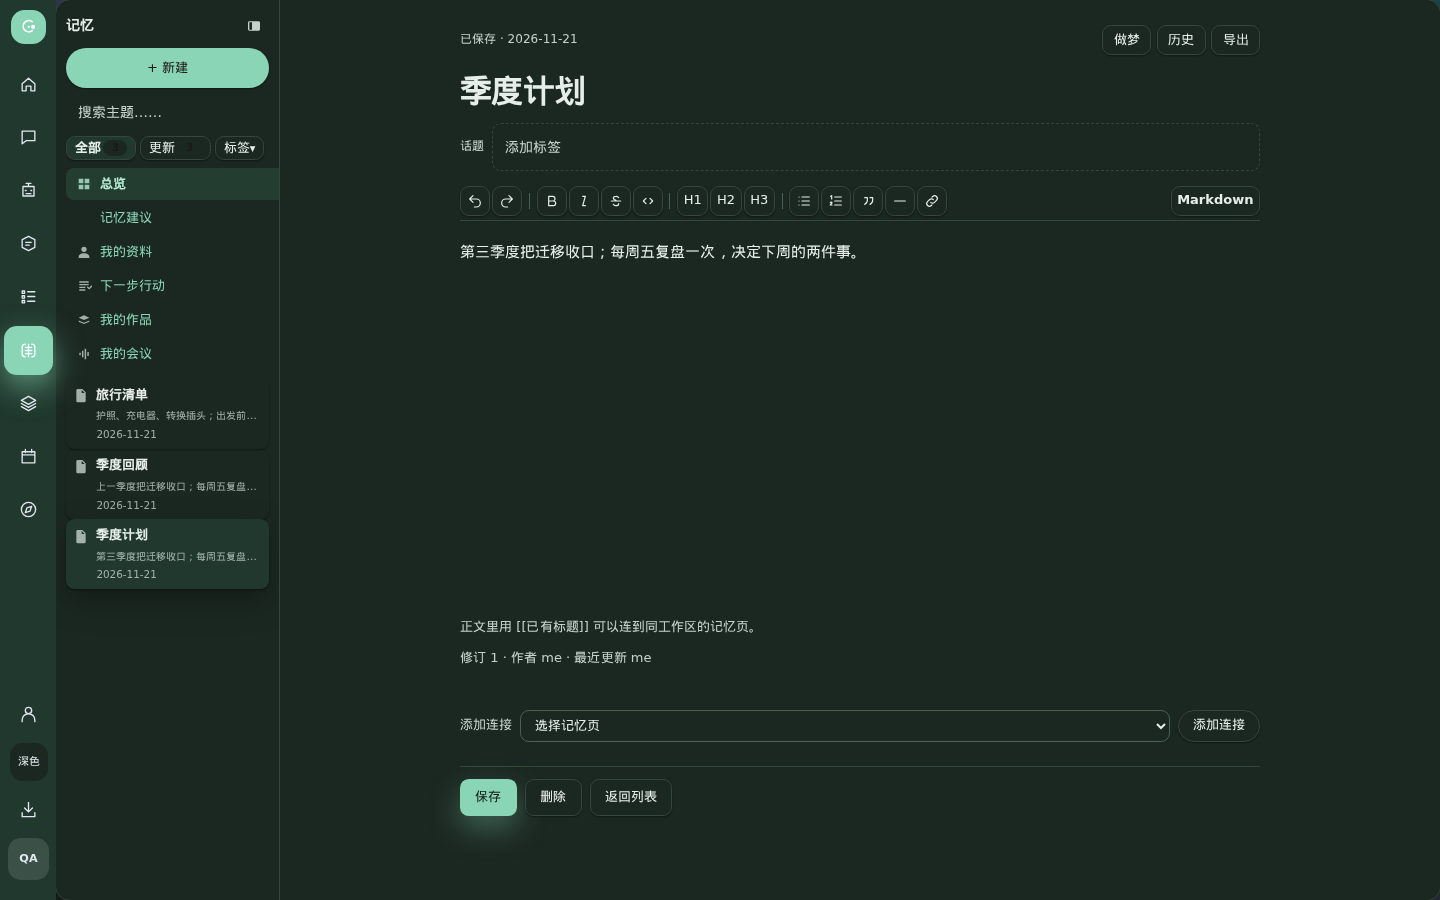 记忆
+ 新建
搜索主题……
全部
更新
标签▾
总览
记忆建议
我的资料
下一步行动
我的作品
我的会议
旅行清单
护照、充电器、转换插头；出发前…
2026-11-21
季度回顾
上一季度把迁移收口；每周五复盘…
2026-11-21
季度计划
第三季度把迁移收口；每周五复盘…
2026-11-21
深色
QA
已保存 · 2026-11-21
做梦
历史
导出
季度计划
话题
添加标签
B
I
S
H1
H2
H3
Markdown
第三季度把迁移收口；每周五复盘一次，决定下周的两件事。
正文里用 [[已有标题]] 可以连到同工作区的记忆页。
修订 1 · 作者 me · 最近更新 me
添加连接
选择记忆页
添加连接
保存
删除
返回列表